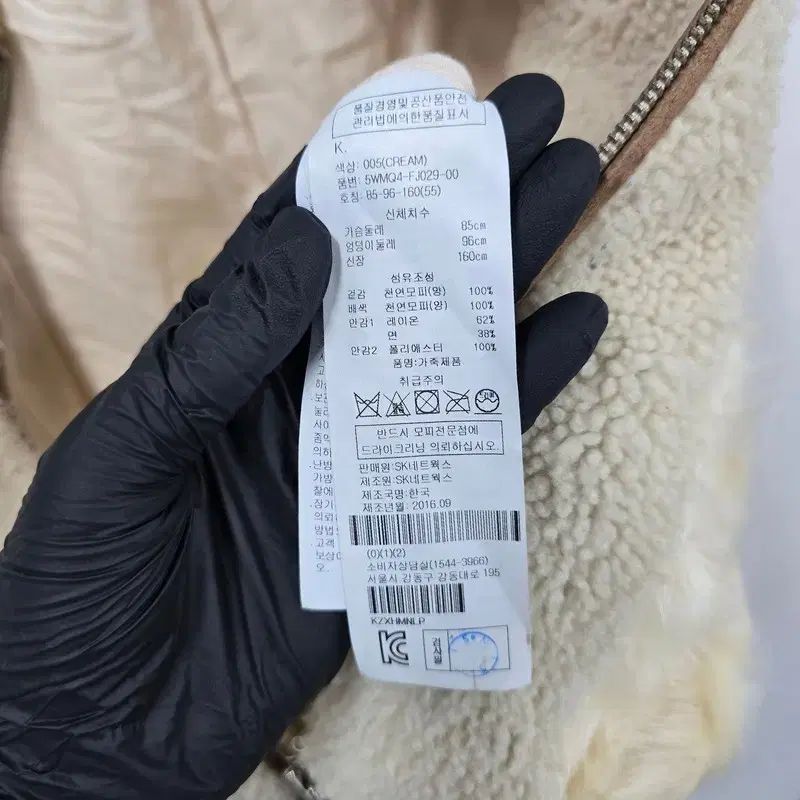 품질경영및공산품안전
관리법에의한품질표시
K.
색상: 005(CREAM)
품번: 5WMQ4-FJ029-00
호칭: 85-96-160(55)
신체치수
가슴둘레 85cm
엉덩이둘레 96cm
신장 160cm
섬유조성
겉감 천연모피(양) 100%
배색 천연모피(양) 100%
안감1 레이온 62%
면 38%
안감2 폴리에스터 100%
품명:가죽제품
취급주의
반드시 모피전문점에
드라이크리닝 의뢰하십시오.
판매원:SK네트웍스
제조원:SK네트웍스
제조국명:한국
제조년월:2016.09
(0)(1)(2)
소비자상담실(1544-3966)
서울시 강동구 강동대로 195
KZXHMNLP
KC
검사필